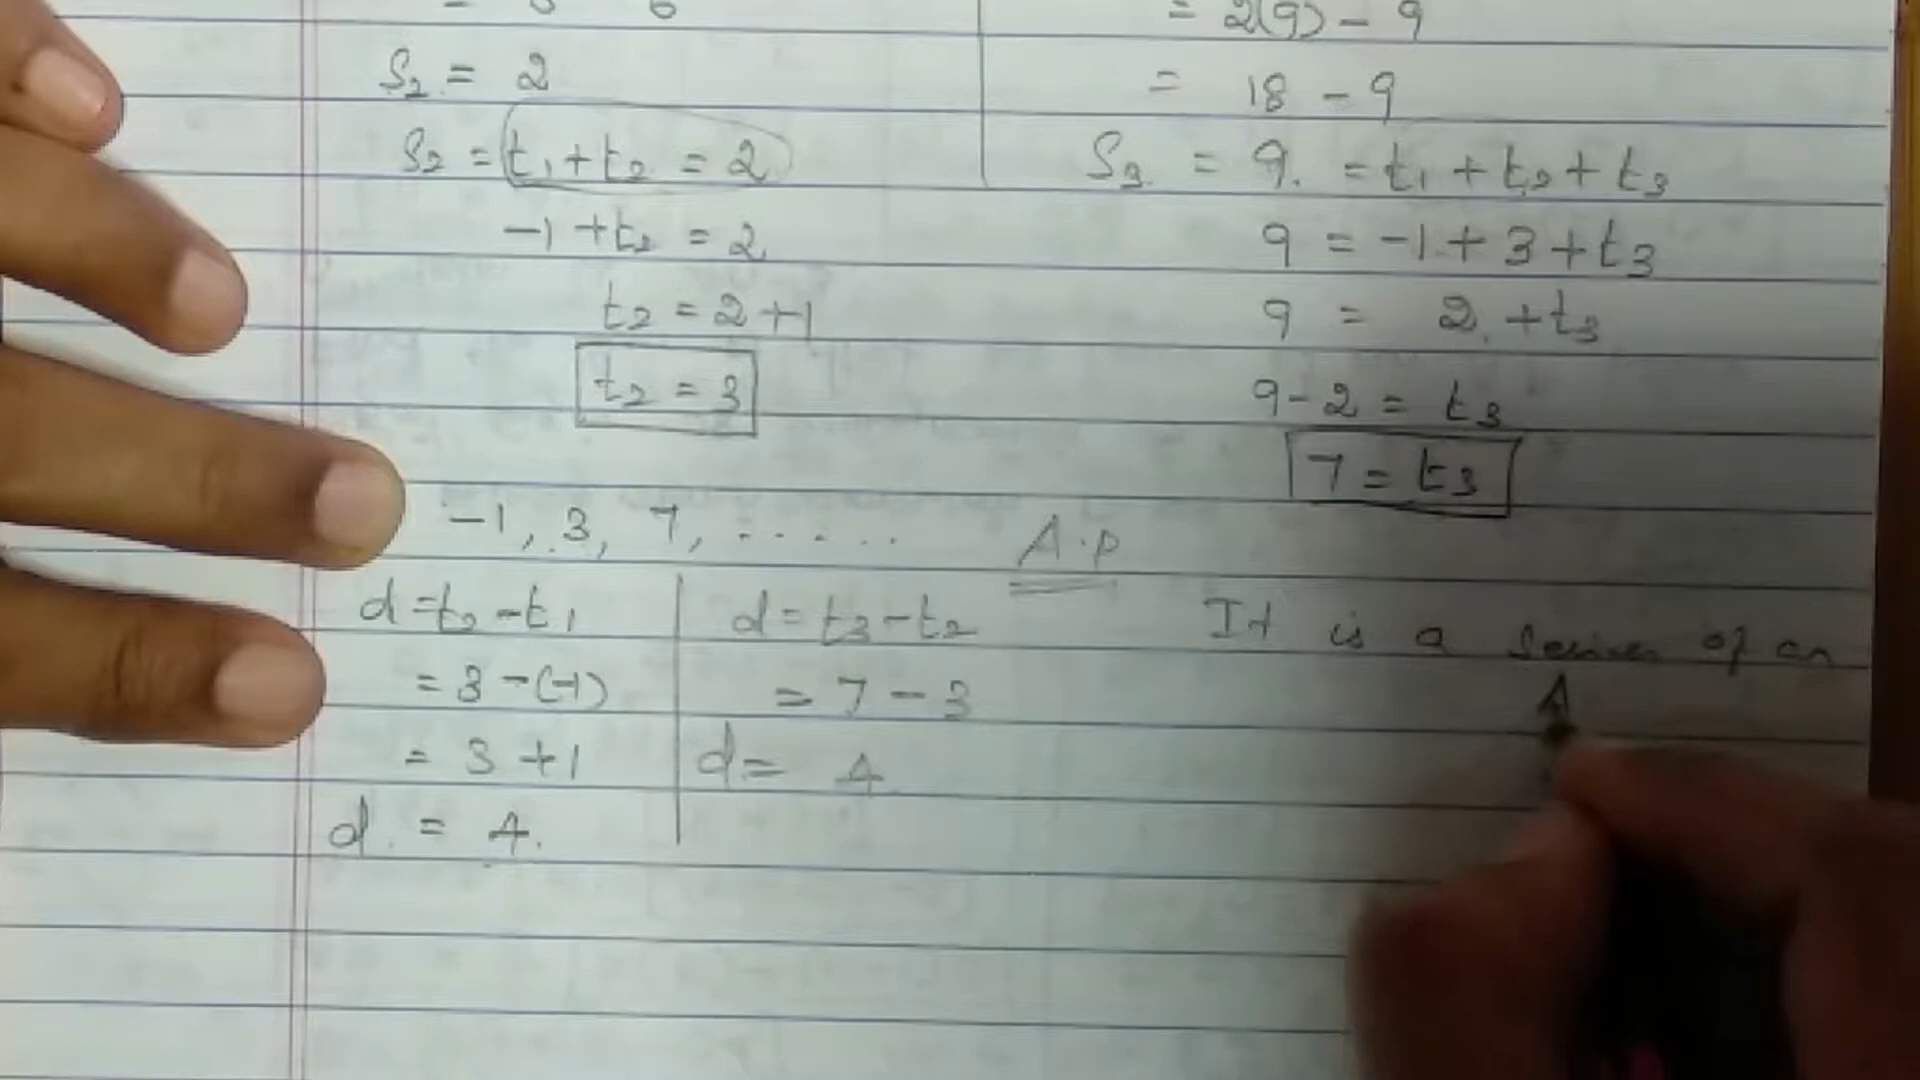 S₂ = 2
S₂ = t₁ + t₂ = 2
-1 + t₂ = 2
t₂ = 2 + 1
t₂ = 3
= 2(9) - 9
= 18 - 9
S₃ = 9. = t₁ + t₂ + t₃
9 = -1 + 3 + t₃
9 = 2 + t₃
9 - 2 = t₃
7 = t₃
-1, 3, 7, ...... A.P
d = t₂ - t₁
= 3 - (-1)
= 3 + 1
d = 4.
d = t₃ - t₂
= 7 - 3
d = 4
It is a of an
A